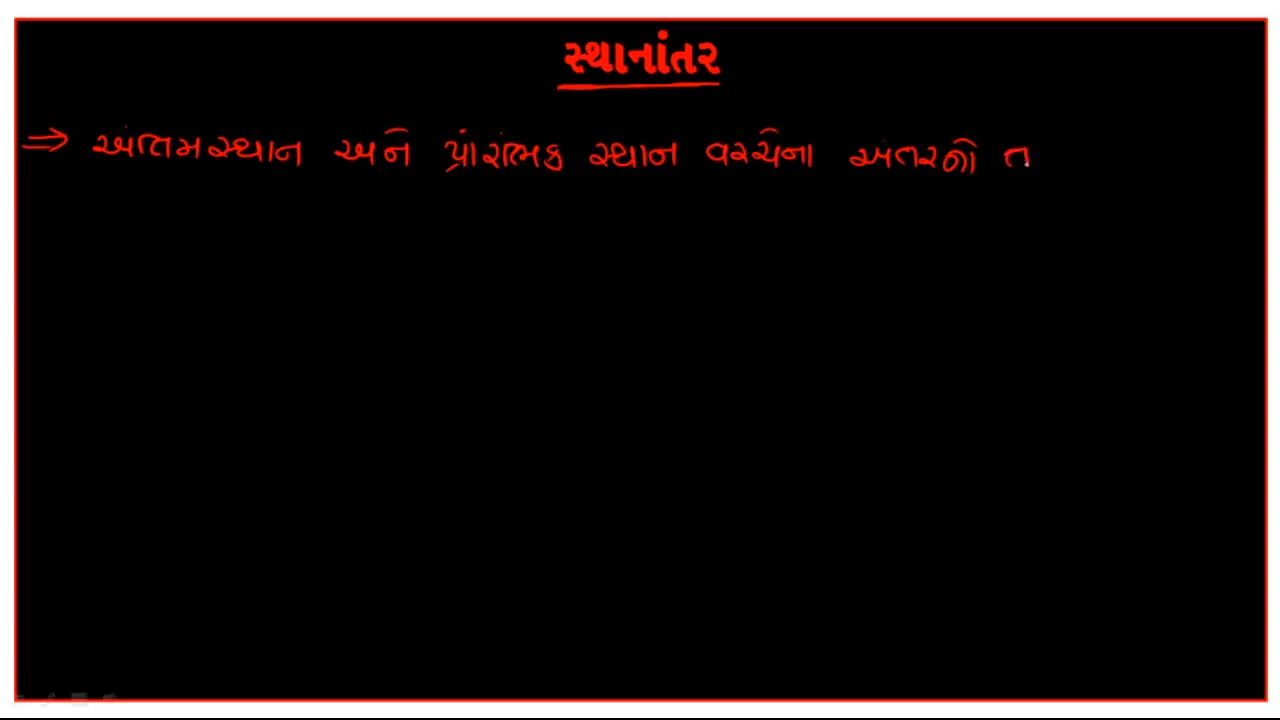 સ્થાનાંતર
⇒ અંતિમસ્થાન અને પ્રારંભિક સ્થાન વચ્ચેના અંતરનો ત